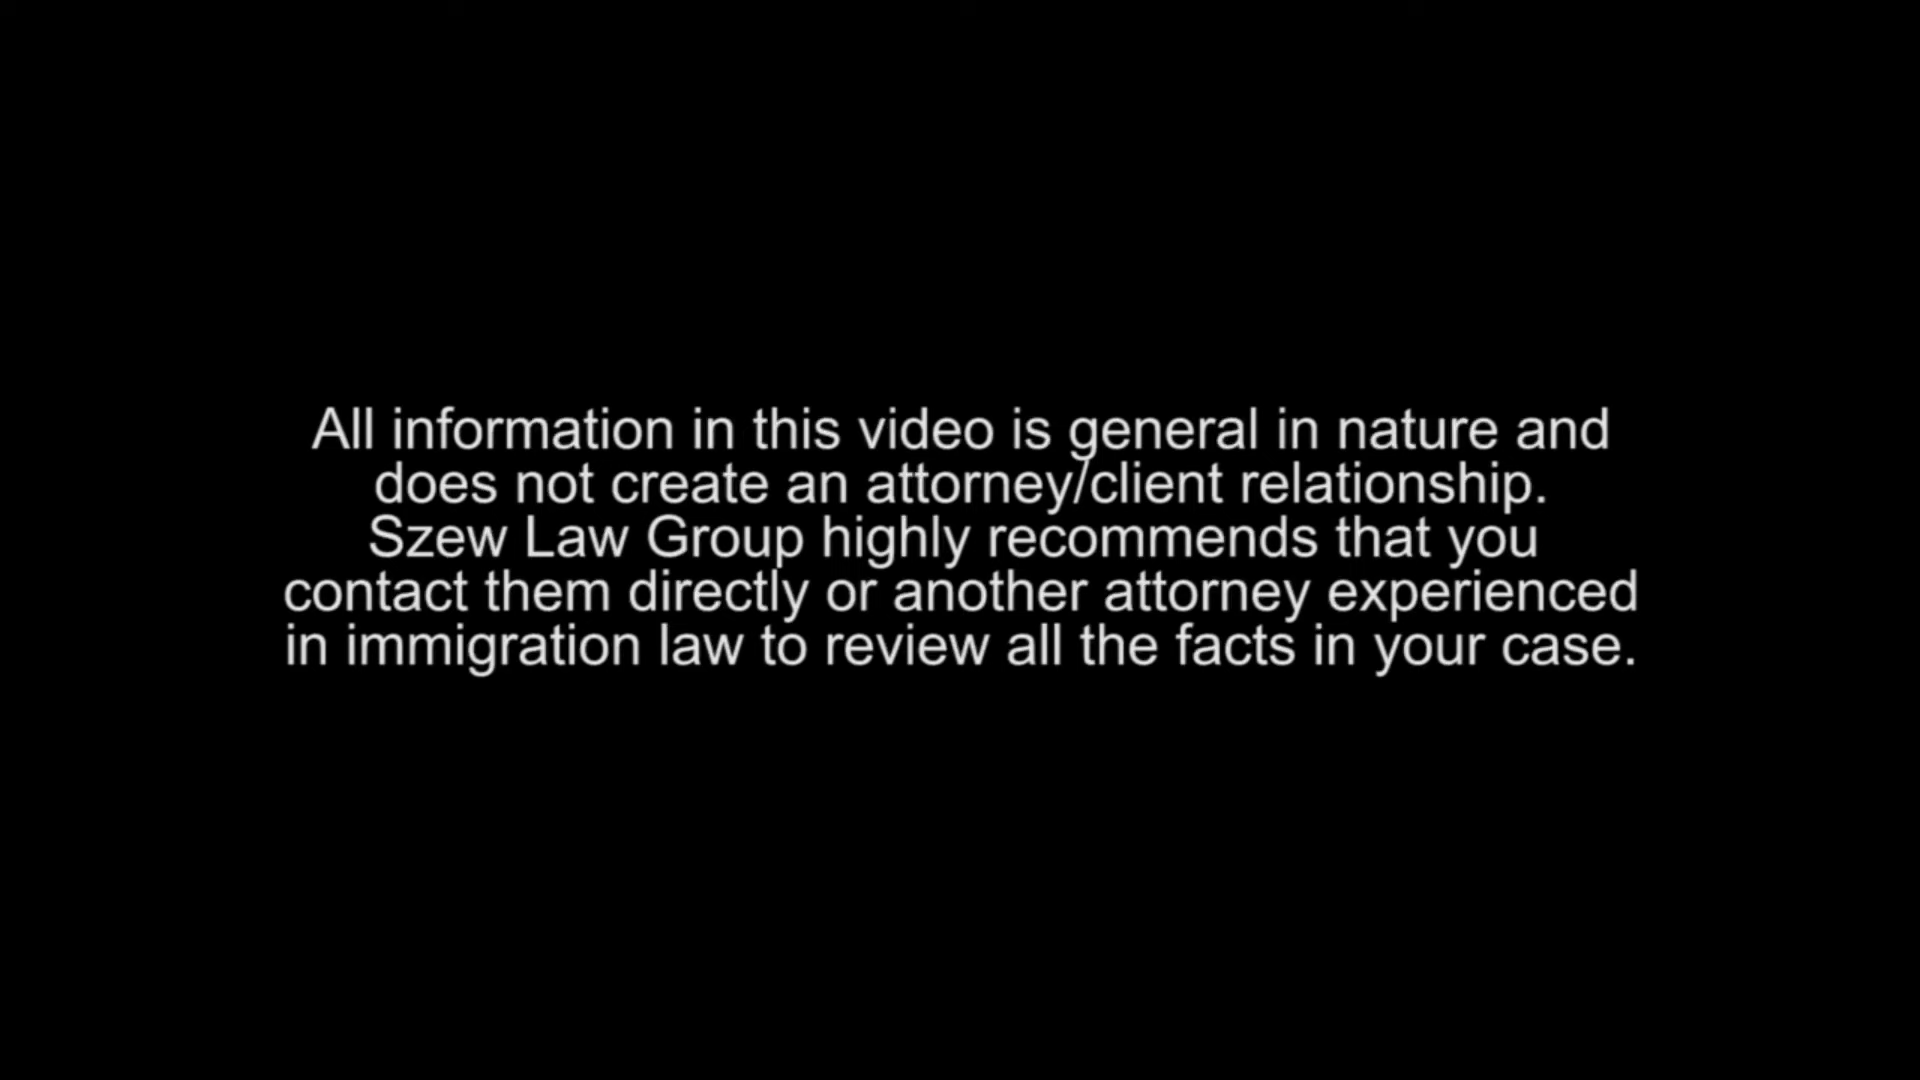 All information in this video is general in nature and
does not create an attorney/client relationship.
Szew Law Group highly recommends that you
contact them directly or another attorney experienced
in immigration law to review all the facts in your case.